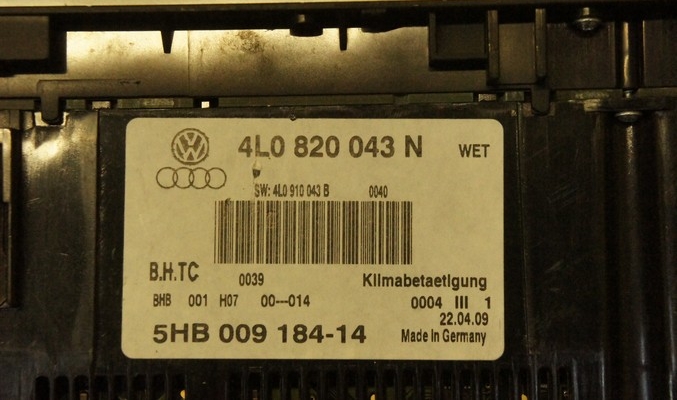 4L0 820 043 N WET
SW: 4L0 910 043 B 0040
B.H.TC 0039 Klimabetaetigung
BHB 001 H07 00---014 0004 III 1
22.04.09
5HB 009 184-14 Made in Germany